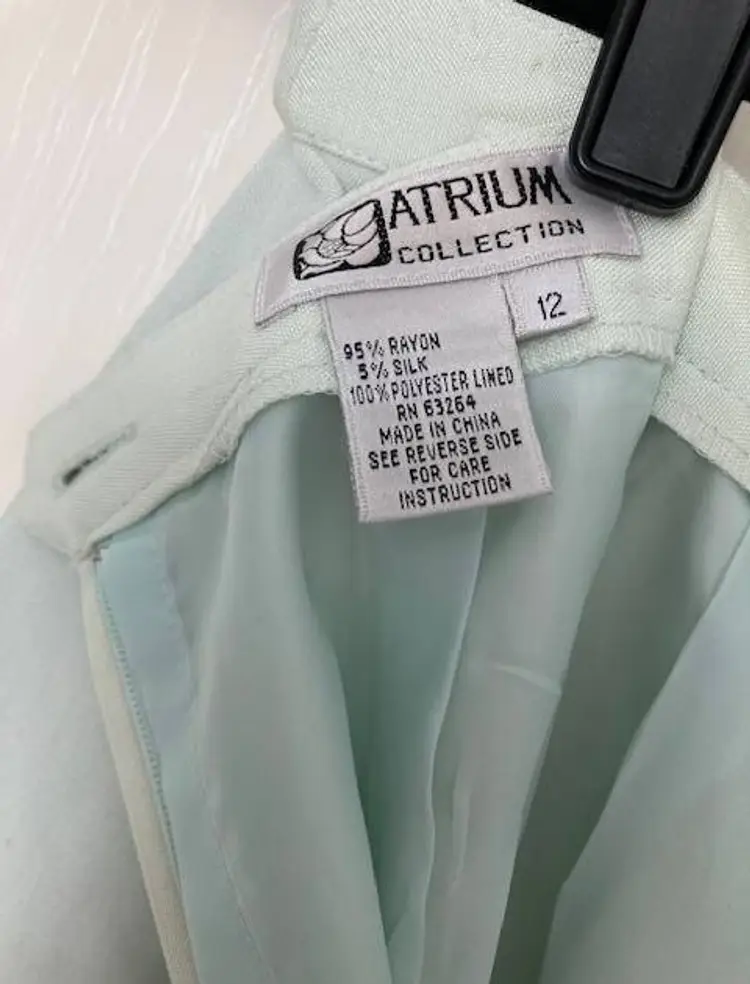 ATRIUM
COLLECTION
12
95% RAYON
5% SILK
100% POLYESTER LINED
RN 63264
MADE IN CHINA
SEE REVERSE SIDE
FOR CARE
INSTRUCTION